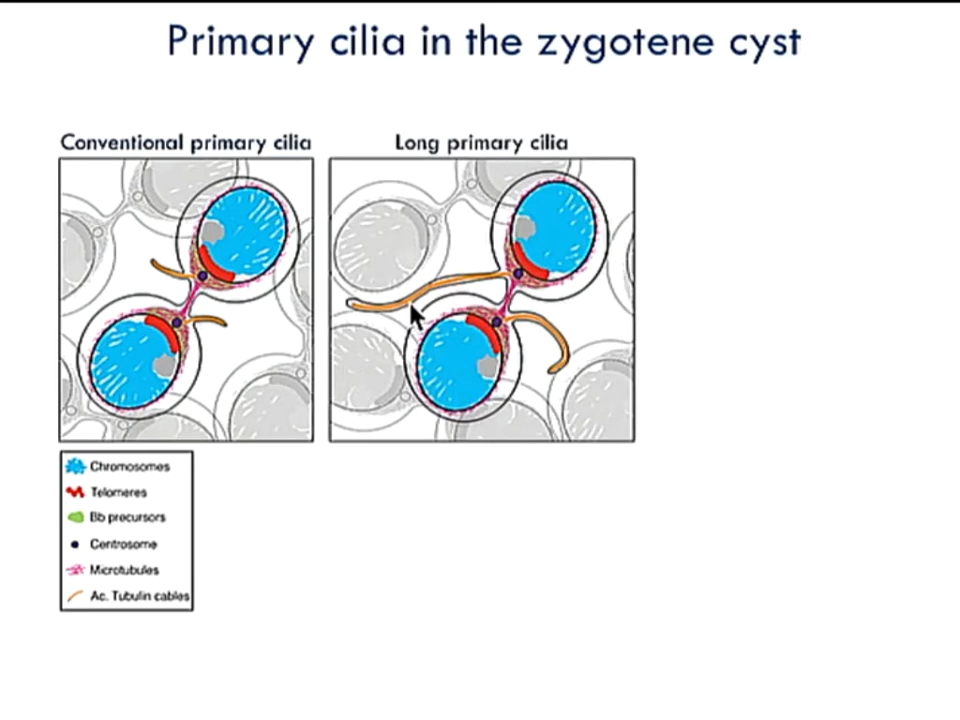 Primary cilia in the zygotene cyst
Conventional primary cilia
Long primary cilia
Chromosomes
Telomeres
Bb precursors
Centrosome
Microtubules
Ac. Tubulin cables